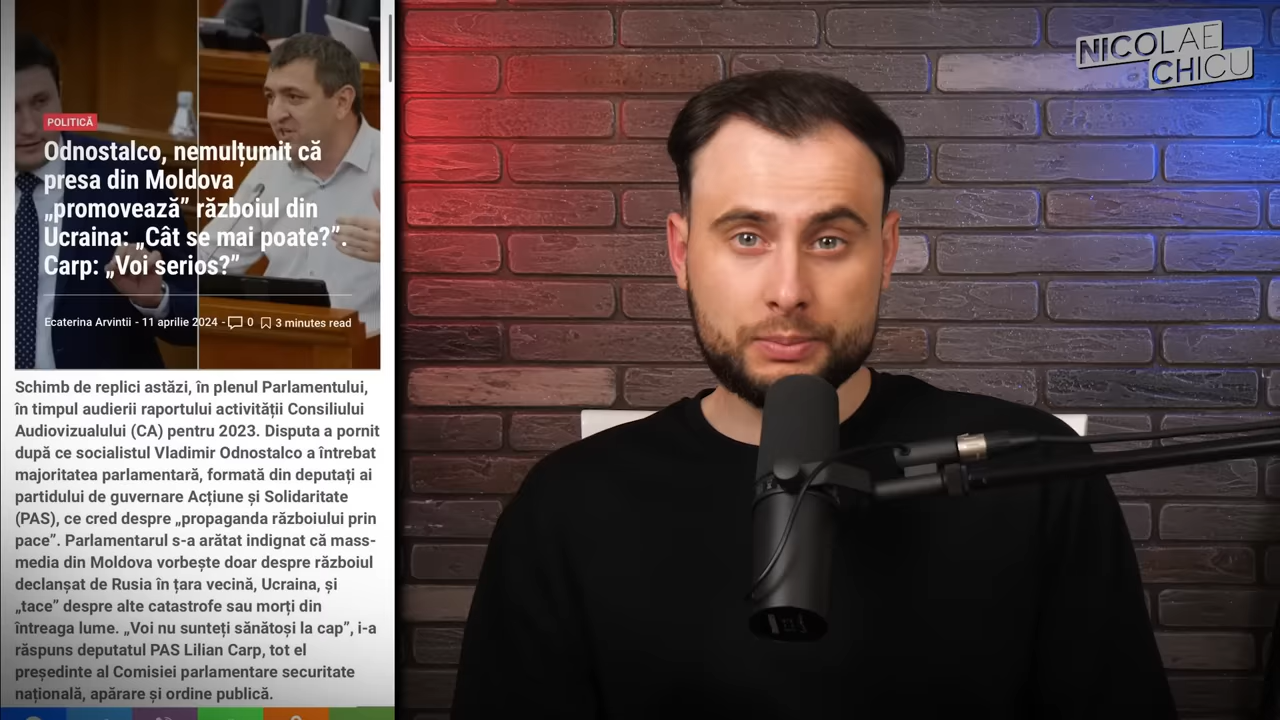 POLITICĂ
Odnostalco, nemulțumit că
presa din Moldova
„promovează” războiul din
Ucraina: „Cât se mai poate?”.
Carp: „Voi serios?”
Ecaterina Arvintii - 11 aprilie 2024 - 0 3 minutes read
Schimb de replici astăzi, în plenul Parlamentului,
în timpul audierii raportului activității Consiliului
Audiovizualului (CA) pentru 2023. Disputa a pornit
după ce socialistul Vladimir Odnostalco a întrebat
majoritatea parlamentară, formată din deputați ai
partidului de guvernare Acțiune și Solidaritate
(PAS), ce cred despre „propaganda războiului prin
pace”. Parlamentarul s-a arătat indignat că mass-
media din Moldova vorbește doar despre războiul
declanșat de Rusia în țara vecină, Ucraina, și
„tace” despre alte catastrofe sau morți din
întreaga lume. „Voi nu sunteți sănătoși la cap”, i-a
răspuns deputatul PAS Lilian Carp, tot el
președinte al Comisiei parlamentare securitate
națională, apărare și ordine publică.
NICOLAE
CHICU